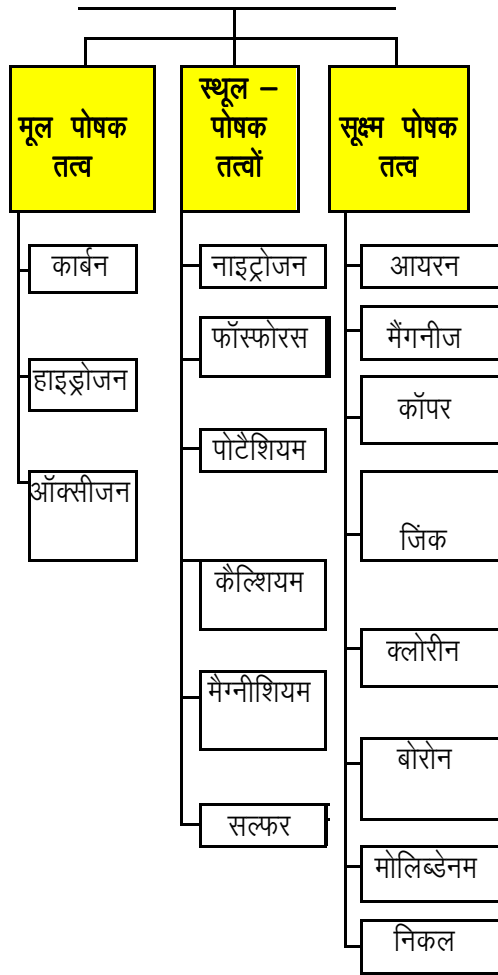 मूल पोषक
तत्व
कार्बन
हाइड्रोजन
ऑक्सीजन
स्थूल –
पोषक
तत्वों
नाइट्रोजन
फॉस्फोरस
पोटैशियम
कैल्शियम
मैग्नीशियम
सल्फर
सूक्ष्म पोषक
तत्व
आयरन
मैंगनीज
कॉपर
जिंक
क्लोरीन
बोरोन
मोलिब्डेनम
निकल